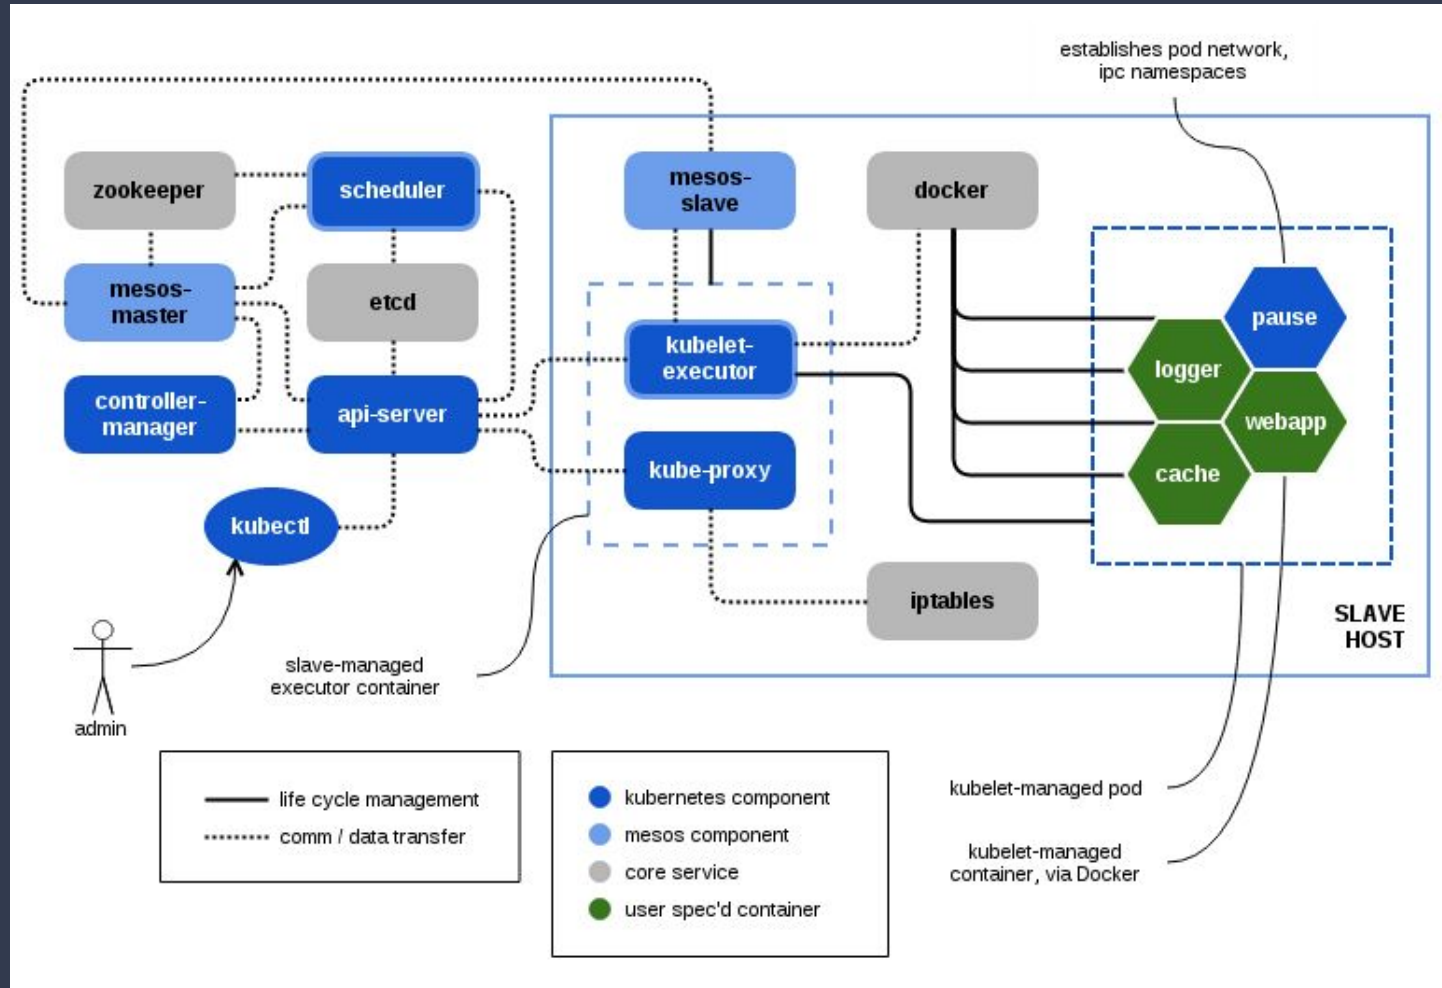 establishes pod network,
ipc namespaces
zookeeper
scheduler
mesos-
slave
docker
mesos-
master
etcd
pause
kubelet-
executor
logger
controller-
manager
api-server
webapp
kube-proxy
cache
kubectl
iptables
SLAVE
HOST
slave-managed
executor container
admin
life cycle management
comm / data transfer
kubernetes component
mesos component
core service
user spec'd container
kubelet-managed pod
kubelet-managed
container, via Docker